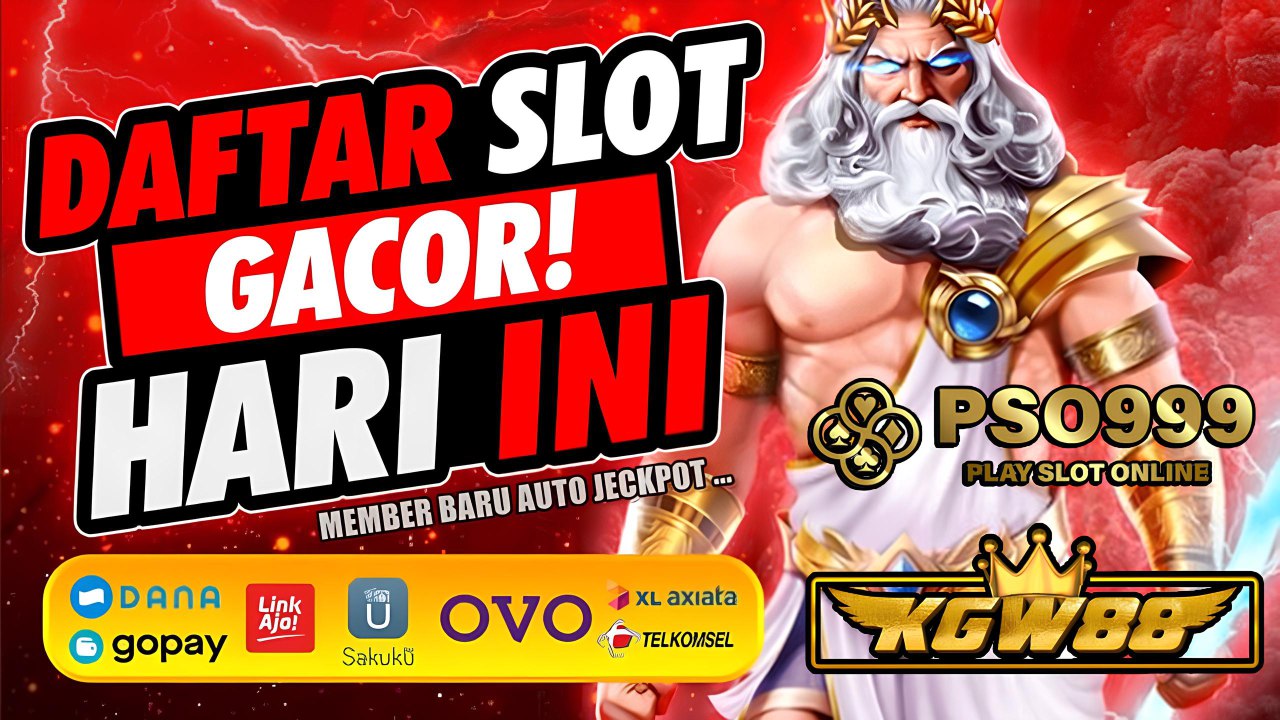 DAFTAR SLOT
GACOR!
HARI INI
MEMBER BARU AUTO JECKPOT ...
DANA
gopay
Link
Aja!
Sakuku
OVO
XL axiata
TELKOMSEL
PSO999
PLAY SLOT ONLINE
KGW88